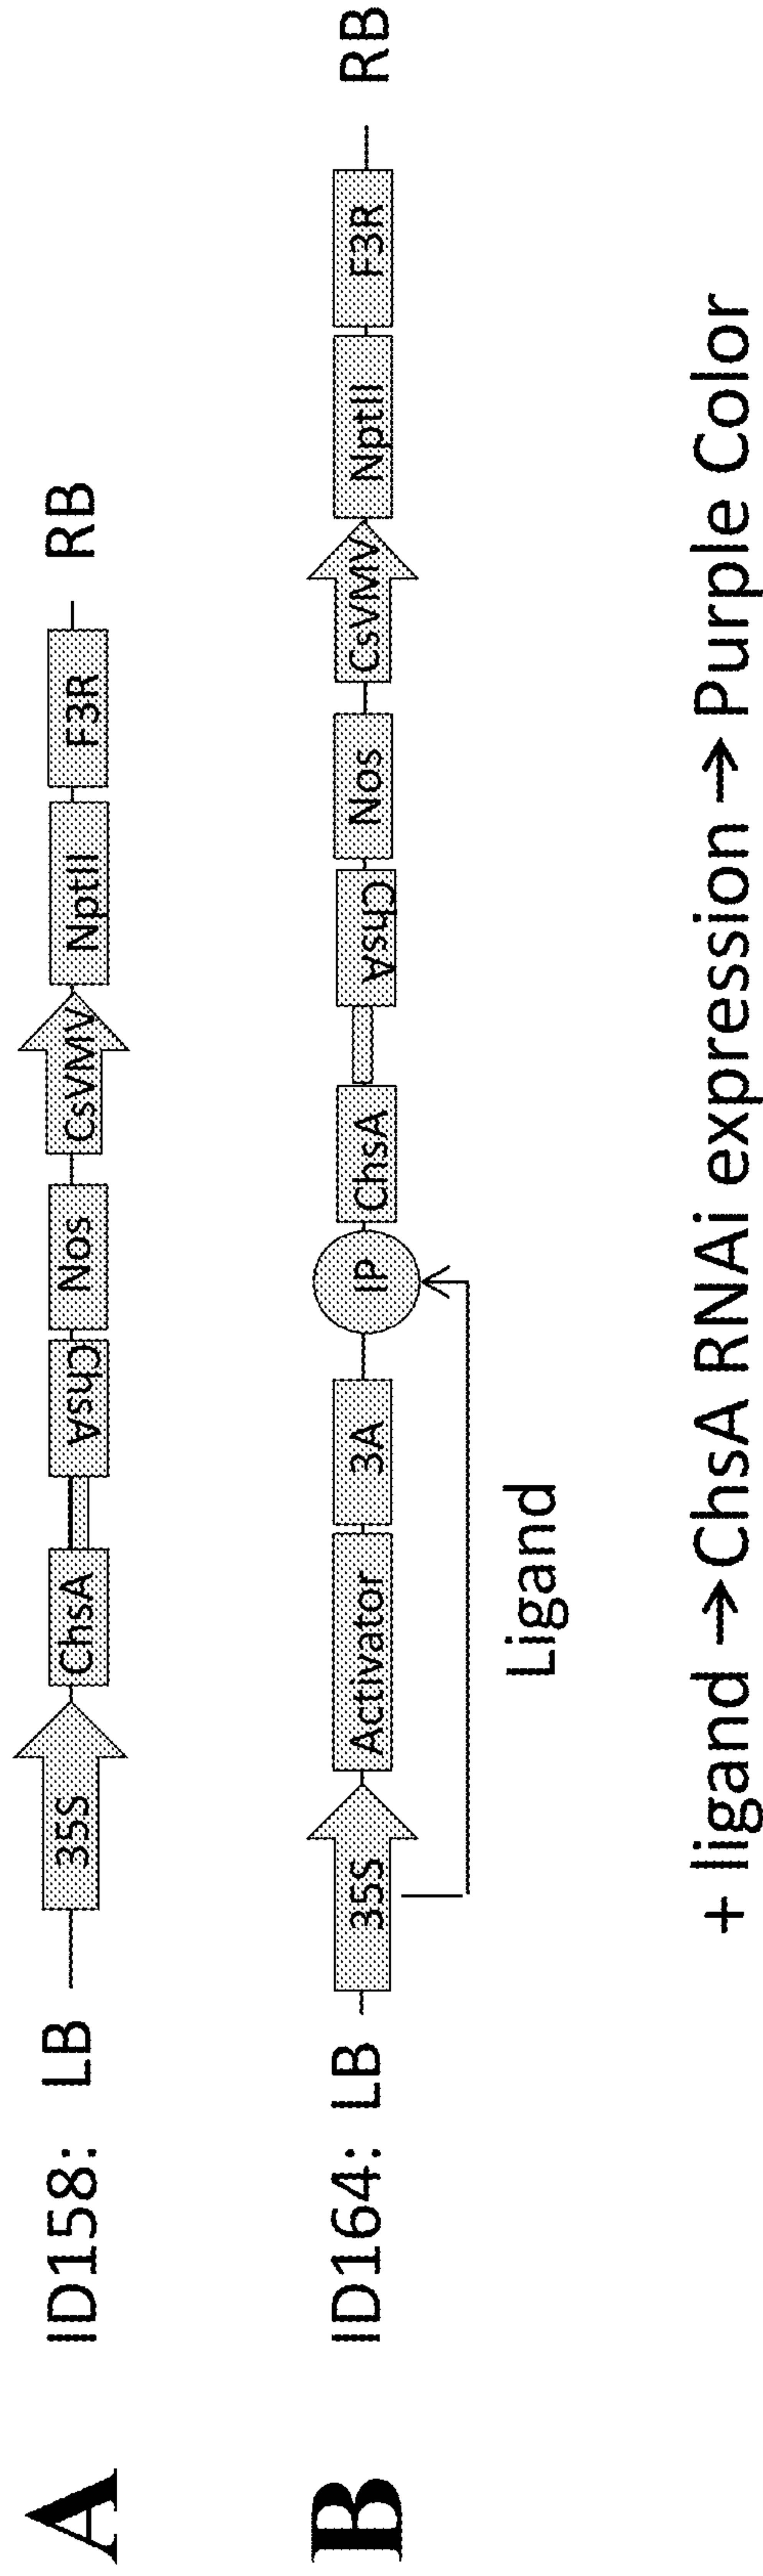 A ID158: LB 35S ChsA ChsA Nos CsVMV NptII F3R RB
B ID164: LB 35S Activator 3A IP ChsA ChsA Nos CsVMV NptII F3R RB
Ligand
+ ligand → ChsA RNAi expression → Purple Color